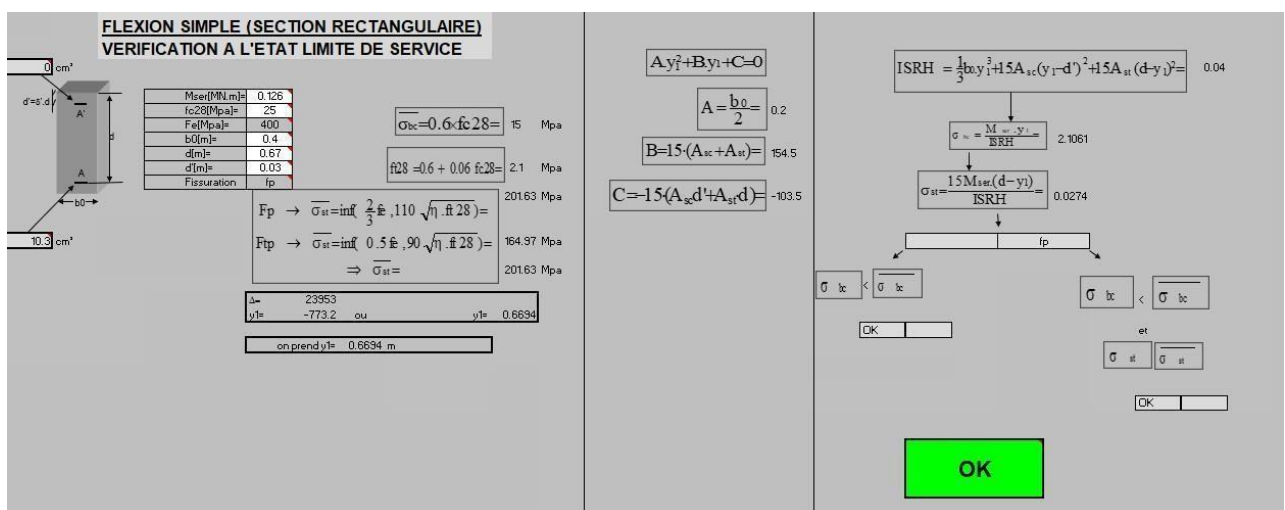 FLEXION SIMPLE (SECTION RECTANGULAIRE)
VERIFICATION A L'ETAT LIMITE DE SERVICE
0 cm²
d'=δ'.d
A'
d
A
b0
10.3 cm²
Mser[MN.m]= 0.126
fc28[Mpa]= 25
Fe[Mpa]= 400
b0[m]= 0.4
d[m]= 0.67
d'[m]= 0.03
Fissuration fp
σbc=0.6×fc28= 15 Mpa
ft28 =0.6 + 0.06 fc28= 2.1 Mpa
Fp → σst=inf( 2/3 fe ,110 √η .ft 28 )= 201.63 Mpa
Ftp → σst=inf( 0.5 fe ,90 √η .ft 28 )= 164.97 Mpa
⇒ σst= 201.63 Mpa
Δ= 23953
y1= -773.2 ou y1= 0.6694
on prend y1= 0.6694 m
A.y1²+B.y1+C=0
A = b0/2 = 0.2
B=15·(Asc+Ast)= 154.5
C=-15·(Asc.d'+Ast.d)= -103.5
ISRH = 1/3 b0.y1³+15Asc(y1-d')²+15Ast(d-y1)²= 0.04
σbc = Mser.y1/ISRH = 2.1061
σst= 15Mser.(d-y1)/ISRH = 0.0274
fp
σ bc < σ bc
OK
σ bc < σ bc
et
σ st σ st
OK
OK